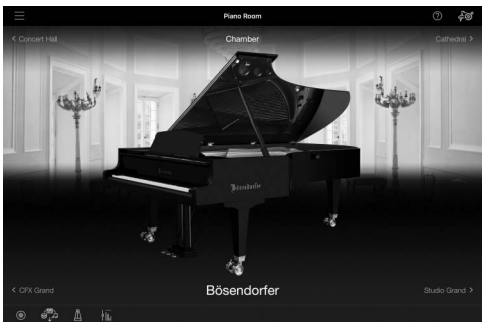 Piano Room
< Concert Hall
Chamber
Cathedral >
Bösendorfer
< CFX Grand
Bösendorfer
Studio Grand >